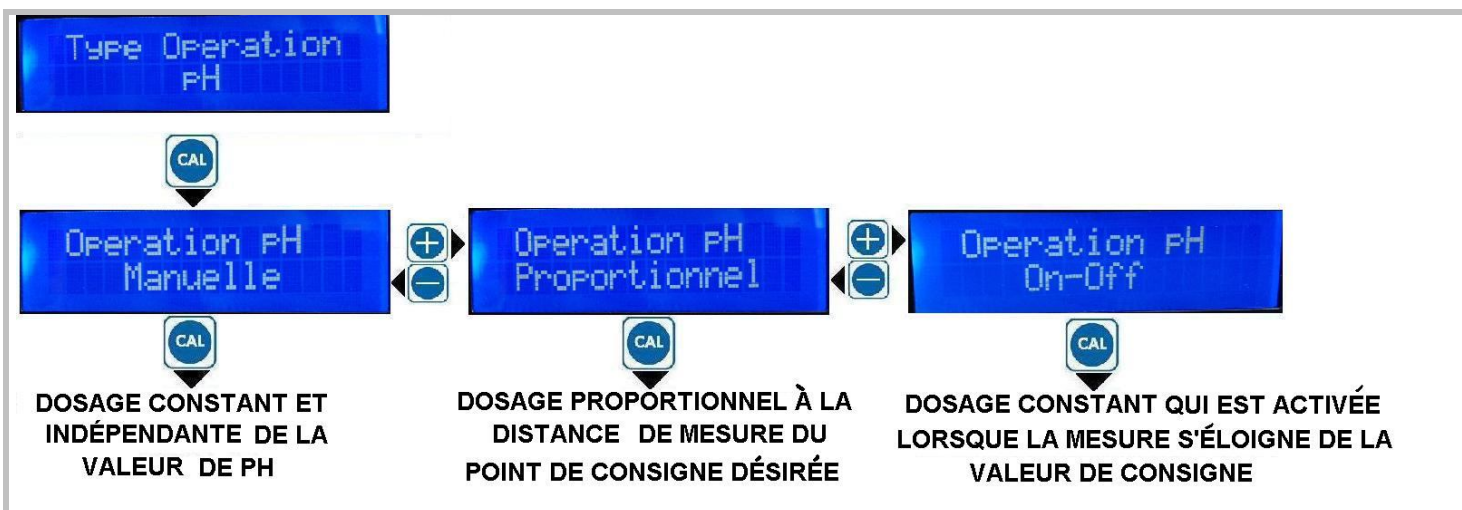 Type Operation
pH
CAL
Operation pH
Manuelle
Operation pH
Proportionnel
Operation pH
On-Off
CAL
CAL
CAL
DOSAGE CONSTANT ET
INDÉPENDANTE DE LA
VALEUR DE PH
DOSAGE PROPORTIONNEL À LA
DISTANCE DE MESURE DU
POINT DE CONSIGNE DÉSIRÉE
DOSAGE CONSTANT QUI EST ACTIVÉE
LORSQUE LA MESURE S'ÉLOIGNE DE LA
VALEUR DE CONSIGNE